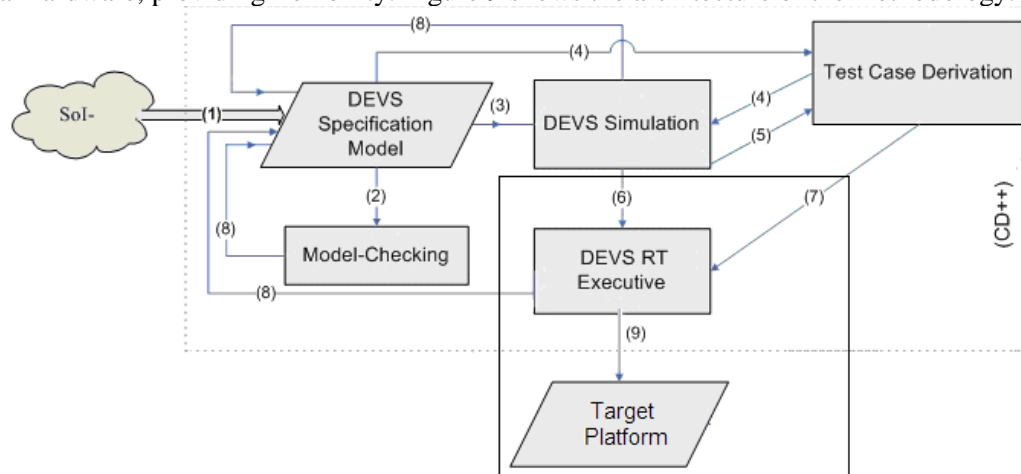 (8)
(4)
Test Case Derivation
SoI-
(1)
DEVS
Specification
Model
(3)
DEVS Simulation
(4)
(5)
(2)
(6)
(7)
(CD++)
(8)
Model-Checking
DEVS RT
Executive
(8)
(9)
Target
Platform